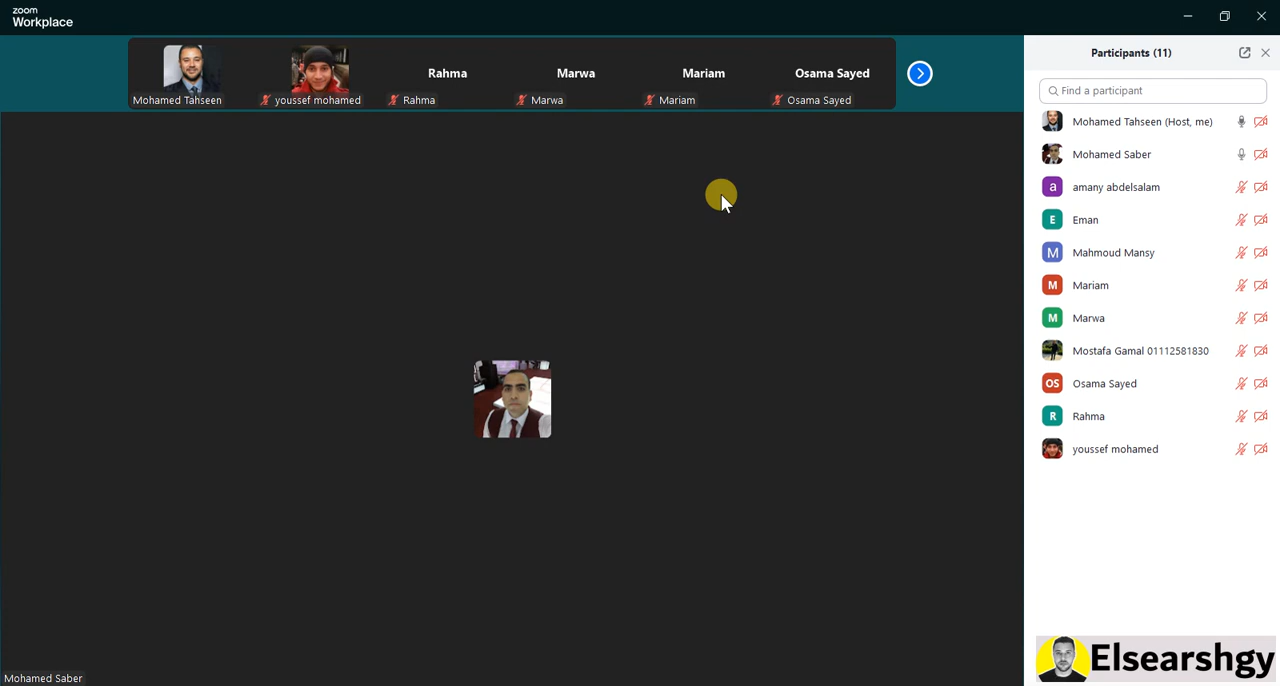 zoom
Workplace
Rahma
Marwa
Mariam
Osama Sayed
Mohamed Tahseen
youssef mohamed
Rahma
Marwa
Mariam
Osama Sayed
Participants (11)
Find a participant
Mohamed Tahseen (Host, me)
Mohamed Saber
a amany abdelsalam
E Eman
M Mahmoud Mansy
M Mariam
M Marwa
Mostafa Gamal 01112581830
OS Osama Sayed
R Rahma
youssef mohamed
Mohamed Saber
Elsearshgy